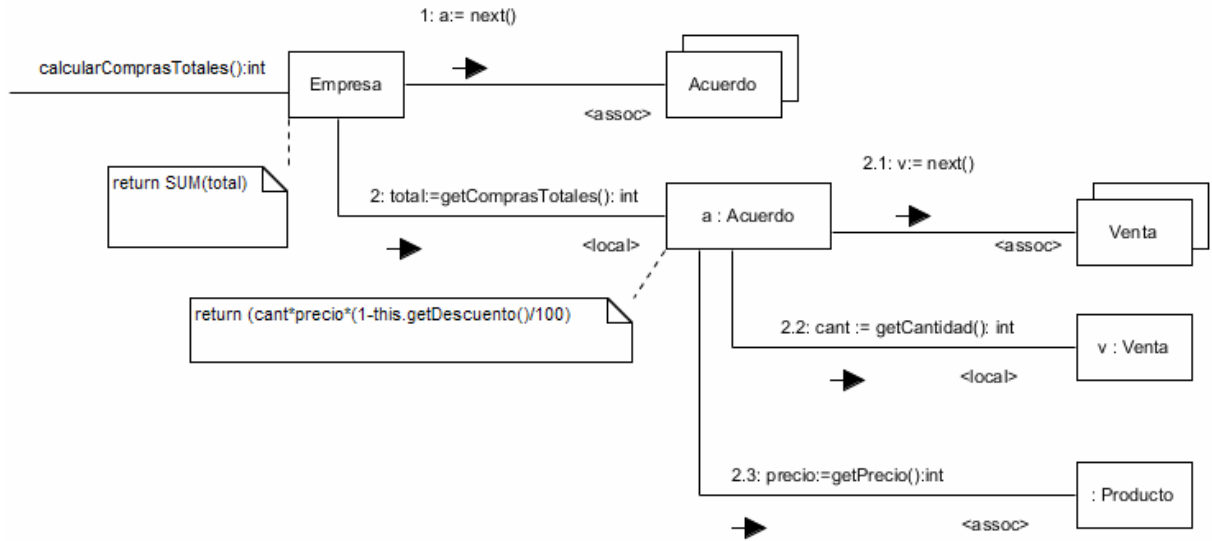 1: a:= next()
calcularComprasTotales():int
Empresa
Acuerdo
<assoc>
return SUM(total)
2: total:=getComprasTotales(): int
<local>
a : Acuerdo
2.1: v:= next()
<assoc>
Venta
return (cant*precio*(1-this.getDescuento()/100)
2.2: cant := getCantidad(): int
<local>
v : Venta
2.3: precio:=getPrecio():int
<assoc>
: Producto